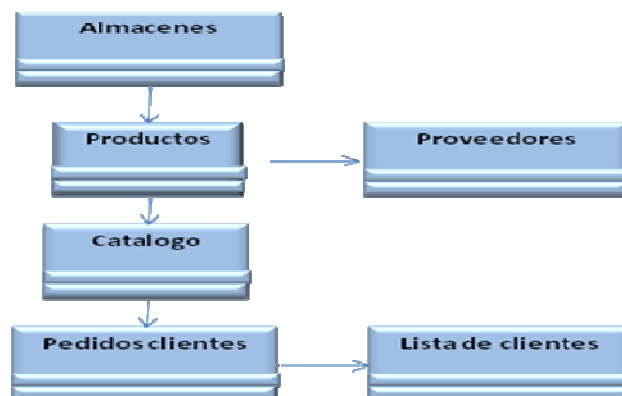 Almacenes
Productos
Proveedores
Catalogo
Pedidos clientes
Lista de clientes